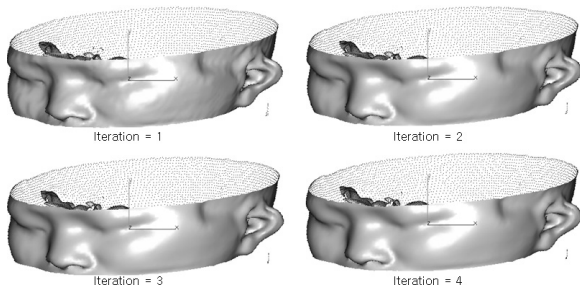 Iteration = 1
Iteration = 2
Iteration = 3
Iteration = 4